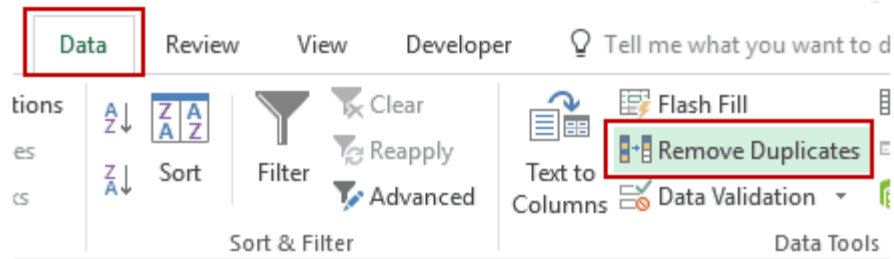 Data Review View Developer Tell me what you want to d
tions
es
cs
A
Z
Z
A
Z A
A Z
Sort
Filter
Clear
Reapply
Advanced
Sort & Filter
Text to
Columns
Flash Fill
Remove Duplicates
Data Validation
Data Tools